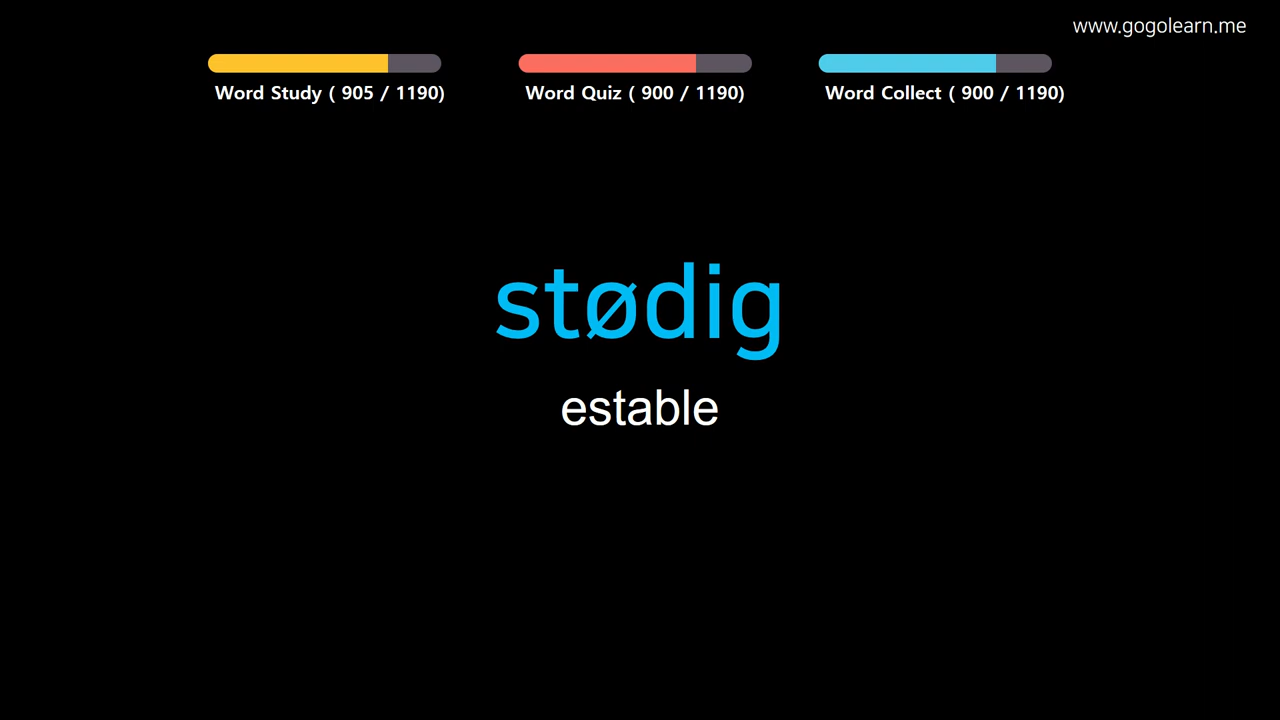 www.gogolearn.me
Word Study ( 905 / 1190)
Word Quiz ( 900 / 1190)
Word Collect ( 900 / 1190)
stødig
estable